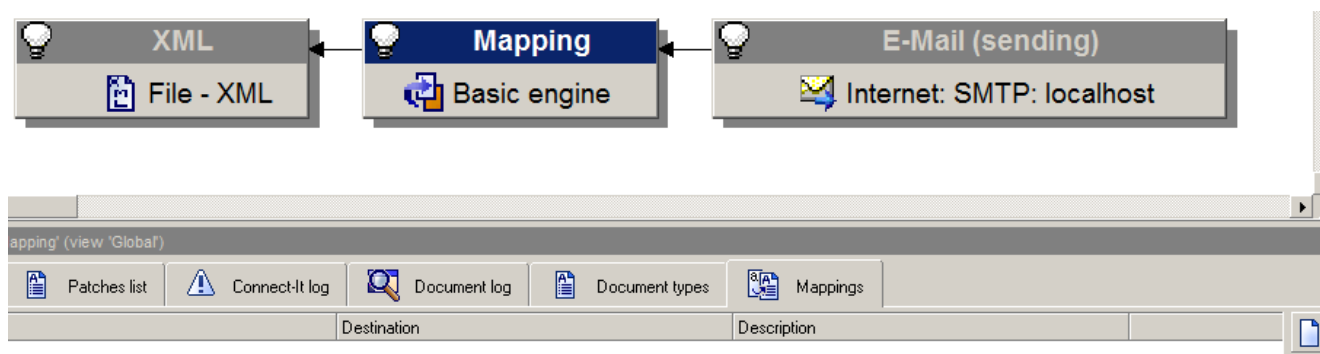 XML Mapping E-Mail (sending)
File - XML Basic engine Internet: SMTP: localhost
apping' (view 'Global')
Patches list Connect-It log Document log Document types Mappings
Destination Description